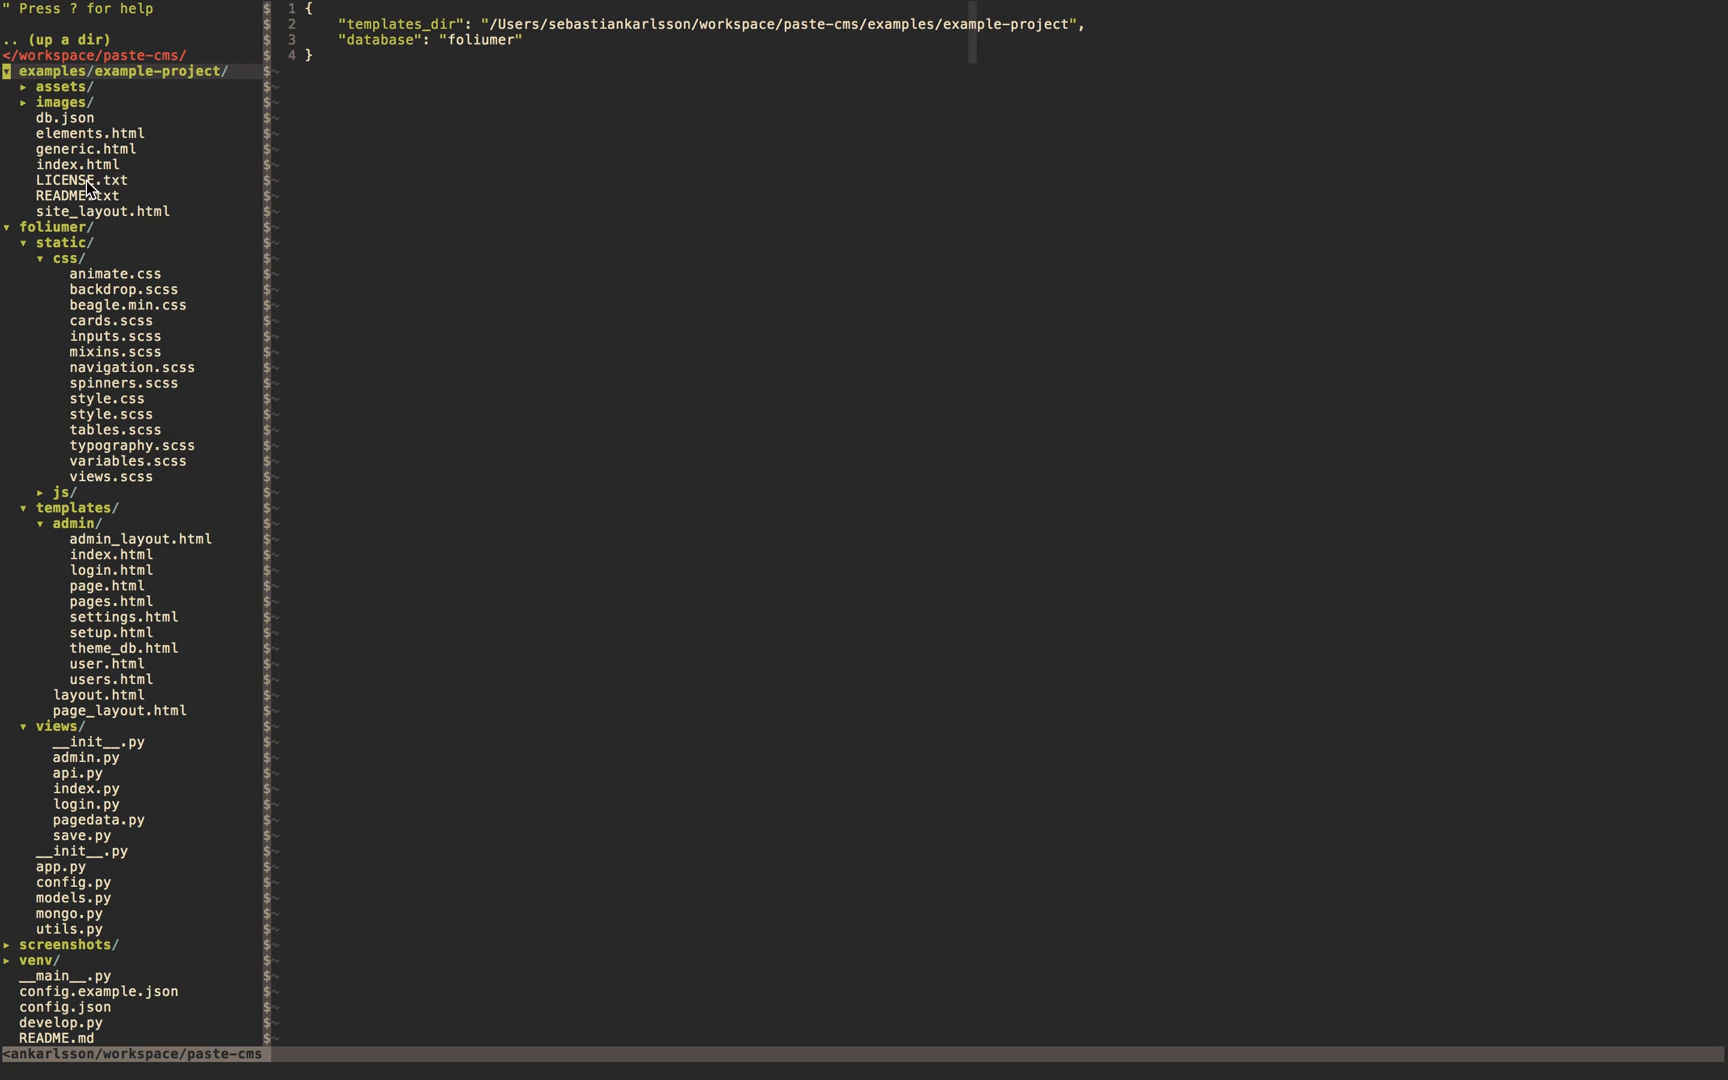 " Press ? for help
.. (up a dir)
</workspace/paste-cms/
▾ examples/example-project/
▸ assets/
▸ images/
db.json
elements.html
generic.html
index.html
LICENSE.txt
README.txt
site_layout.html
▾ foliumer/
▾ static/
▾ css/
animate.css
backdrop.scss
beagle.min.css
cards.scss
inputs.scss
mixins.scss
navigation.scss
spinners.scss
style.css
style.scss
tables.scss
typography.scss
variables.scss
views.scss
▸ js/
▾ templates/
▾ admin/
admin_layout.html
index.html
login.html
page.html
pages.html
settings.html
setup.html
theme_db.html
user.html
users.html
layout.html
page_layout.html
▾ views/
__init__.py
admin.py
api.py
index.py
login.py
pagedata.py
save.py
__init__.py
app.py
config.py
models.py
mongo.py
utils.py
▸ screenshots/
▸ venv/
__main__.py
config.example.json
config.json
develop.py
README.md
<ankarlsson/workspace/paste-cms
1 {
2 "templates_dir": "/Users/sebastiankarlsson/workspace/paste-cms/examples/example-project",
3 "database": "foliumer"
4 }